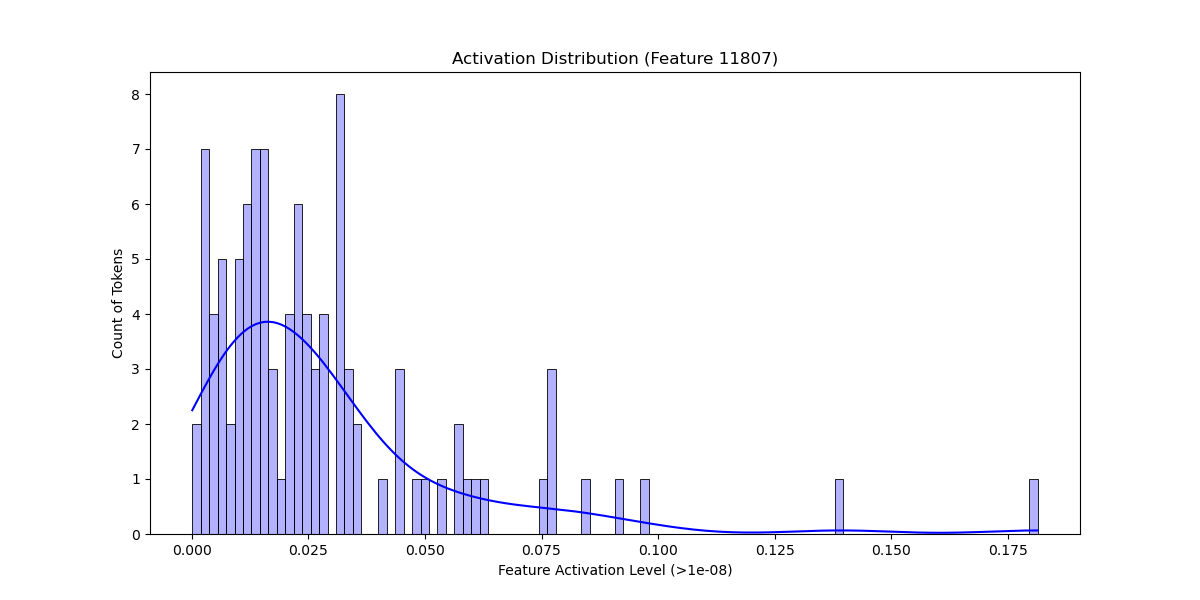 Activation Distribution (Feature 11807)
Count of Tokens
8
7
6
5
4
3
2
1
0
0.000 0.025 0.050 0.075 0.100 0.125 0.150 0.175
Feature Activation Level (>1e-08)